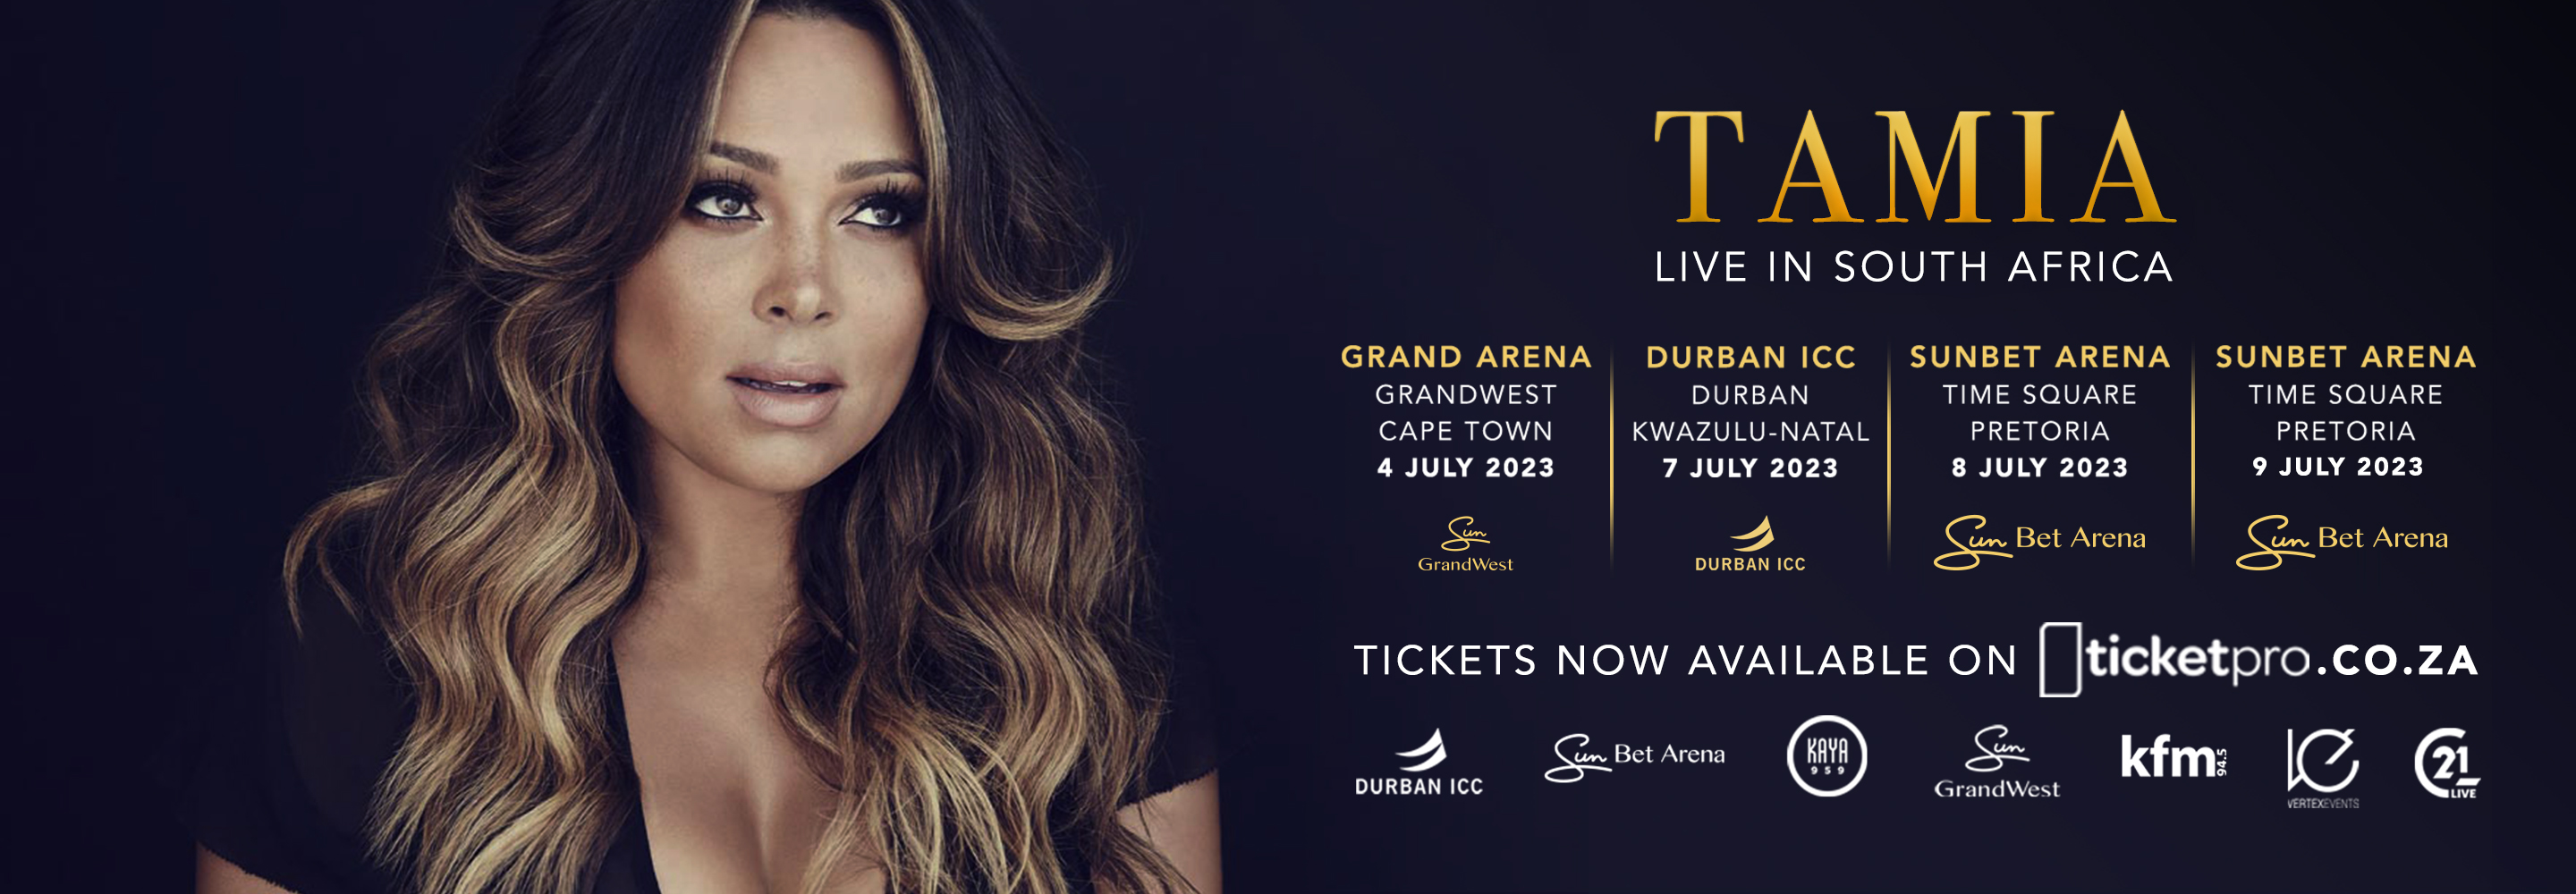 TAMIA
LIVE IN SOUTH AFRICA
GRAND ARENA
GRANDWEST
CAPE TOWN
4 JULY 2023
Sun
GrandWest
DURBAN ICC
DURBAN
KWAZULU-NATAL
7 JULY 2023
DURBAN ICC
SUNBET ARENA
TIME SQUARE
PRETORIA
8 JULY 2023
Sun Bet Arena
SUNBET ARENA
TIME SQUARE
PRETORIA
9 JULY 2023
Sun Bet Arena
TICKETS NOW AVAILABLE ON ticketpro.CO.ZA
DURBAN ICC
Sun Bet Arena
KAYA
959
Sun
GrandWest
kfm 94.5
VERTEXEVENTS
C21
LIVE